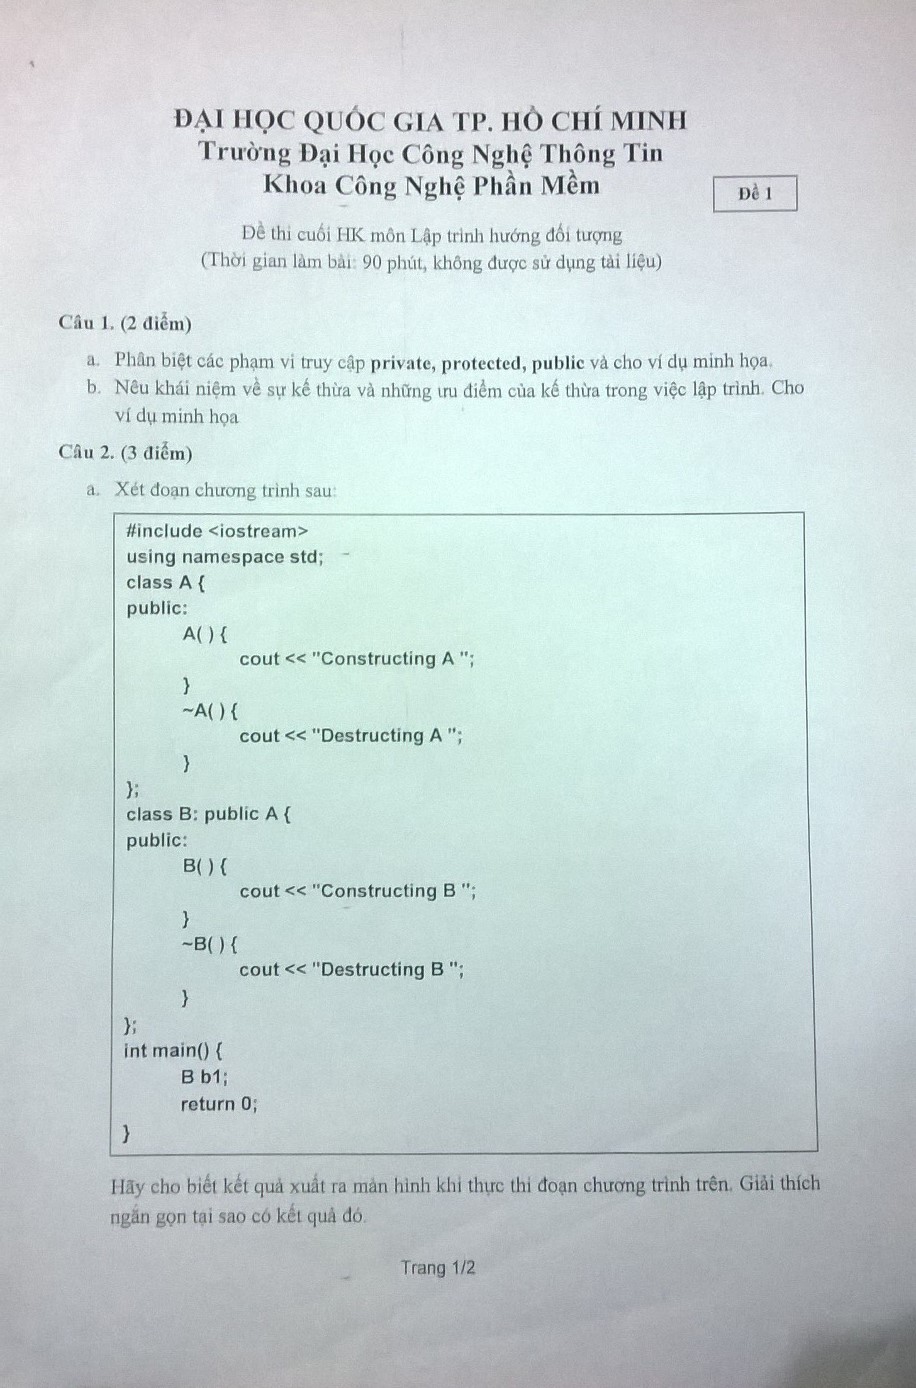 ĐẠI HỌC QUỐC GIA TP. HỒ CHÍ MINH
Trường Đại Học Công Nghệ Thông Tin
Khoa Công Nghệ Phần Mềm
Đề 1
Đề thi cuối HK môn Lập trình hướng đối tượng
(Thời gian làm bài: 90 phút, không được sử dụng tài liệu)
Câu 1. (2 điểm)
a. Phân biệt các phạm vi truy cập private, protected, public và cho ví dụ minh họa.
b. Nêu khái niệm về sự kế thừa và những ưu điểm của kế thừa trong việc lập trình. Cho
ví dụ minh họa
Câu 2. (3 điểm)
a. Xét đoạn chương trình sau:
#include <iostream>
using namespace std;
class A {
public:
A( ) {
cout << "Constructing A ";
}
~A( ) {
cout << "Destructing A ";
}
};
class B: public A {
public:
B( ) {
cout << "Constructing B ";
}
~B( ) {
cout << "Destructing B ";
}
};
int main() {
B b1;
return 0;
}
Hãy cho biết kết quả xuất ra màn hình khi thực thi đoạn chương trình trên. Giải thích
ngắn gọn tại sao có kết quả đó.
Trang 1/2